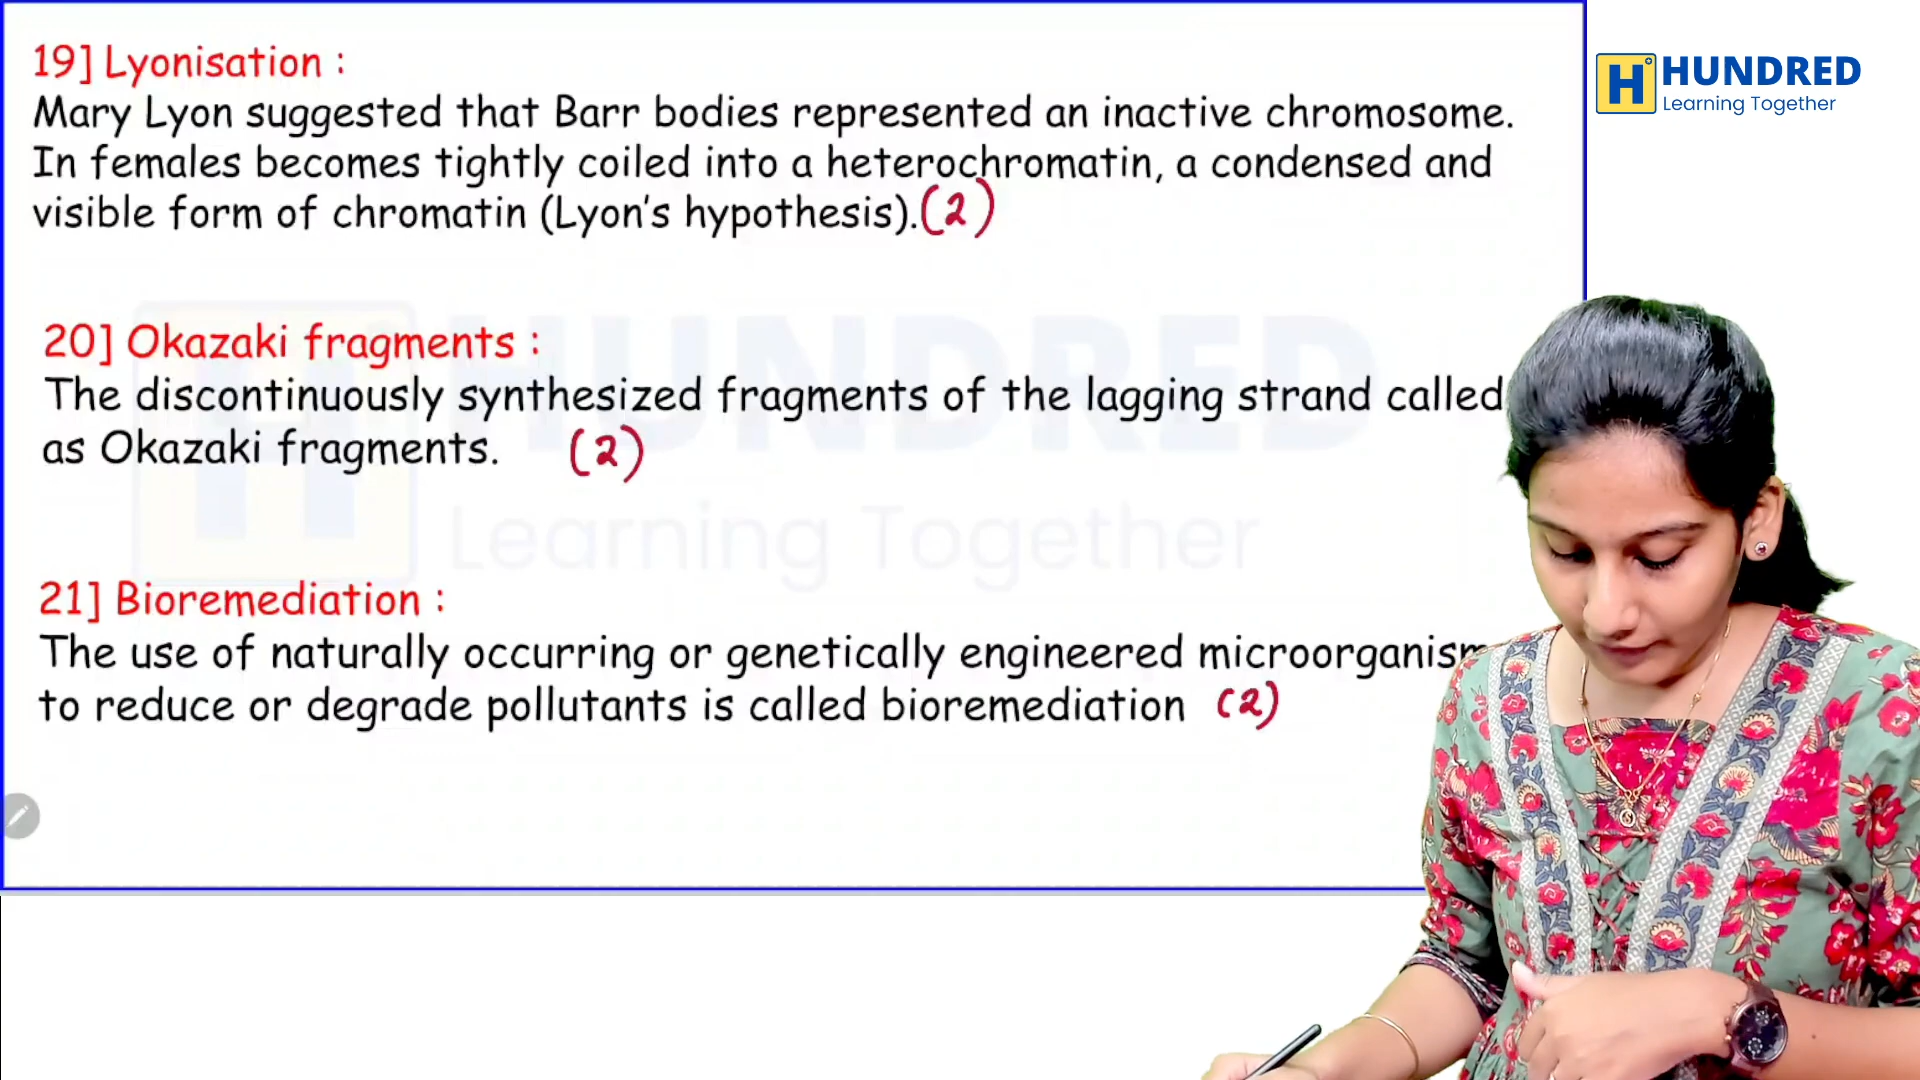 19] Lyonisation :
Mary Lyon suggested that Barr bodies represented an inactive chromosome.
In females becomes tightly coiled into a heterochromatin, a condensed and
visible form of chromatin (Lyon's hypothesis).(2)
20] Okazaki fragments :
The discontinuously synthesized fragments of the lagging strand called
as Okazaki fragments. (2)
21] Bioremediation :
The use of naturally occurring or genetically engineered microorganism
to reduce or degrade pollutants is called bioremediation (2)
H
HUNDRED
Learning Together
H HUNDRED
Learning Together